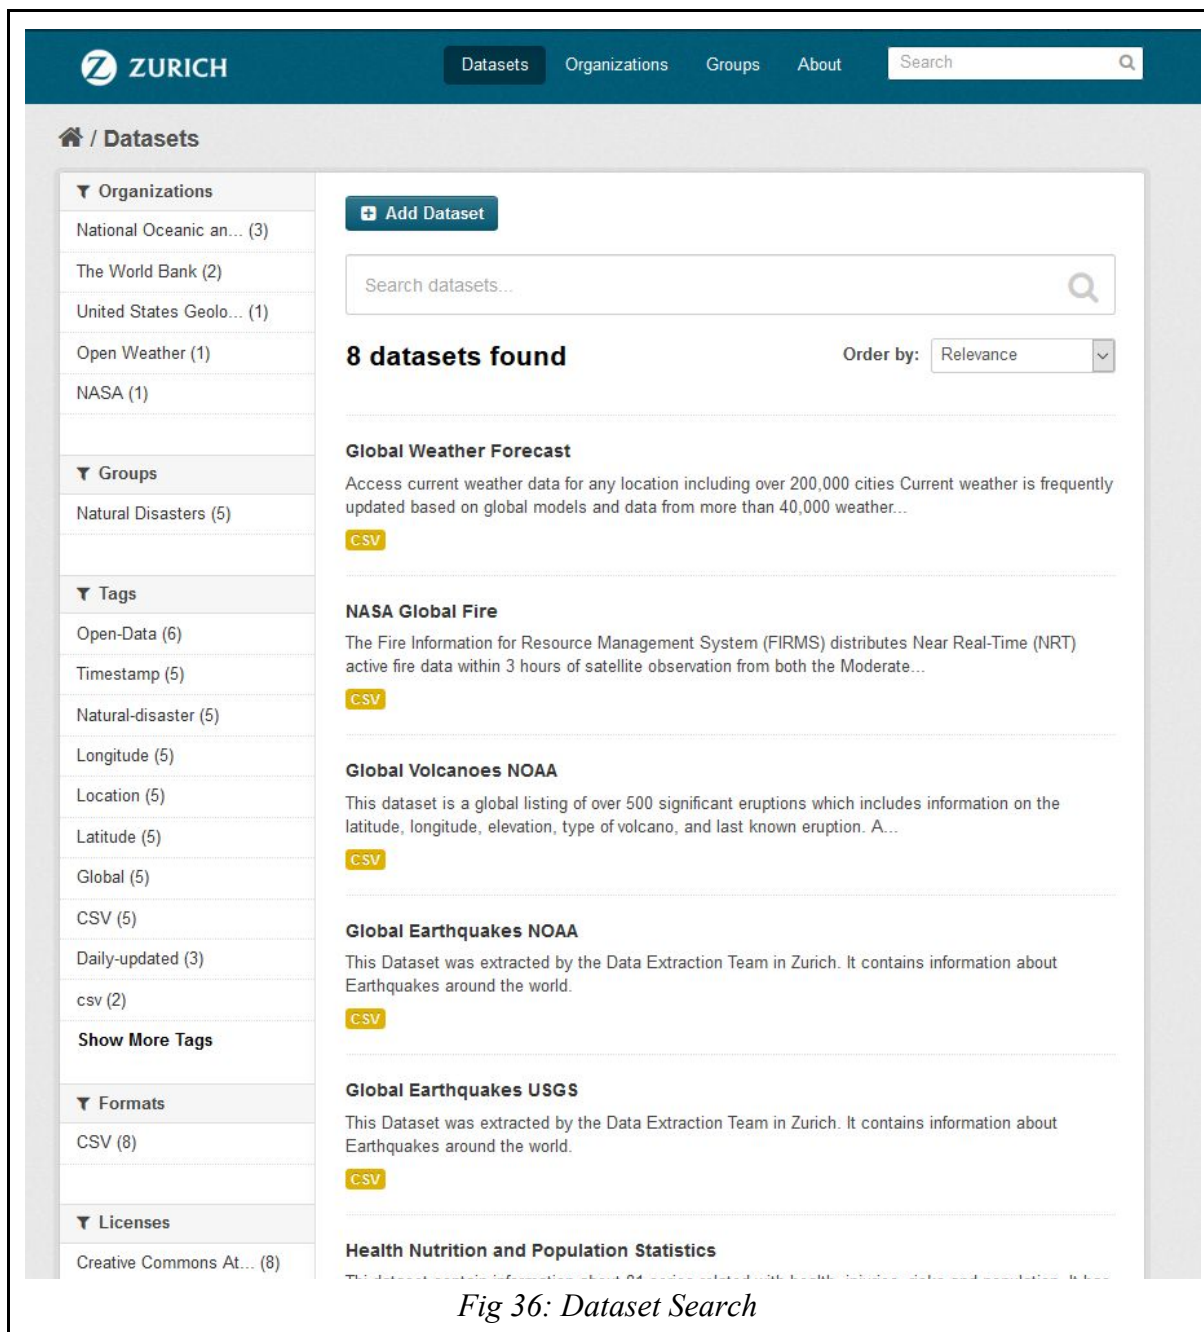 ZURICH
Datasets Organizations Groups About Search
/ Datasets
Organizations
National Oceanic an... (3)
The World Bank (2)
United States Geolo... (1)
Open Weather (1)
NASA (1)
Groups
Natural Disasters (5)
Tags
Open-Data (6)
Timestamp (5)
Natural-disaster (5)
Longitude (5)
Location (5)
Latitude (5)
Global (5)
CSV (5)
Daily-updated (3)
csv (2)
Show More Tags
Formats
CSV (8)
Licenses
Creative Commons At... (8)
Add Dataset
Search datasets...
8 datasets found
Order by: Relevance
Global Weather Forecast
Access current weather data for any location including over 200,000 cities Current weather is frequently
updated based on global models and data from more than 40,000 weather...
CSV
NASA Global Fire
The Fire Information for Resource Management System (FIRMS) distributes Near Real-Time (NRT)
active fire data within 3 hours of satellite observation from both the Moderate...
CSV
Global Volcanoes NOAA
This dataset is a global listing of over 500 significant eruptions which includes information on the
latitude, longitude, elevation, type of volcano, and last known eruption. A...
CSV
Global Earthquakes NOAA
This Dataset was extracted by the Data Extraction Team in Zurich. It contains information about
Earthquakes around the world.
CSV
Global Earthquakes USGS
This Dataset was extracted by the Data Extraction Team in Zurich. It contains information about
Earthquakes around the world.
CSV
Health Nutrition and Population Statistics
Fig 36: Dataset Search